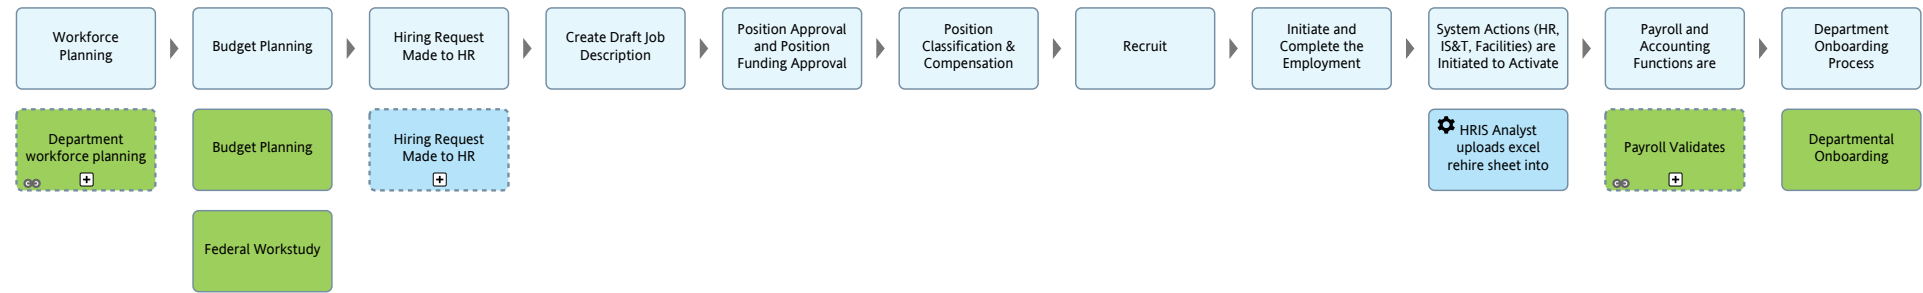 Workforce
Planning
Budget Planning
Hiring Request
Made to HR
Create Draft Job
Description
Position Approval
and Position
Funding Approval
Position
Classification &
Compensation
Recruit
Initiate and
Complete the
Employment
System Actions (HR,
IS&T, Facilities) are
Initiated to Activate
Payroll and
Accounting
Functions are
Department
Onboarding
Process
Department
workforce planning
Budget Planning
Hiring Request
Made to HR
HRIS Analyst
uploads excel
rehire sheet into
Payroll Validates
Departmental
Onboarding
Federal Workstudy